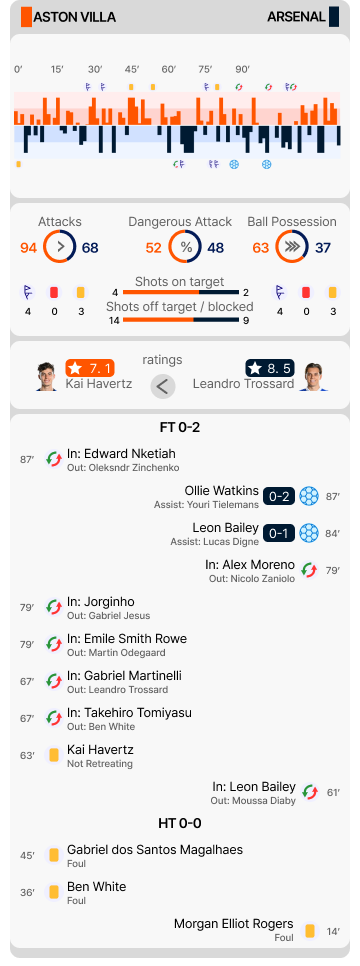 ASTON VILLA ARSENAL
0' 15' 30' 45' 60' 75' 90'
Attacks Dangerous Attack Ball Possession
94 68 52 % 48 63 37
Shots on target
4 2
4 0 3 4 0 3
Shots off target / blocked
14 9
ratings
7. 1 8. 5
Kai Havertz Leandro Trossard
FT 0-2
87' In: Edward Nketiah
Out: Oleksndr Zinchenko
Ollie Watkins 0-2 87'
Assist: Youri Tielemans
Leon Bailey 0-1 84'
Assist: Lucas Digne
In: Alex Moreno 79'
Out: Nicolo Zaniolo
79' In: Jorginho
Out: Gabriel Jesus
79' In: Emile Smith Rowe
Out: Martin Odegaard
67' In: Gabriel Martinelli
Out: Leandro Trossard
67' In: Takehiro Tomiyasu
Out: Ben White
63' Kai Havertz
Not Retreating
In: Leon Bailey 61'
Out: Moussa Diaby
HT 0-0
45' Gabriel dos Santos Magalhaes
Foul
36' Ben White
Foul
Morgan Elliot Rogers 14'
Foul